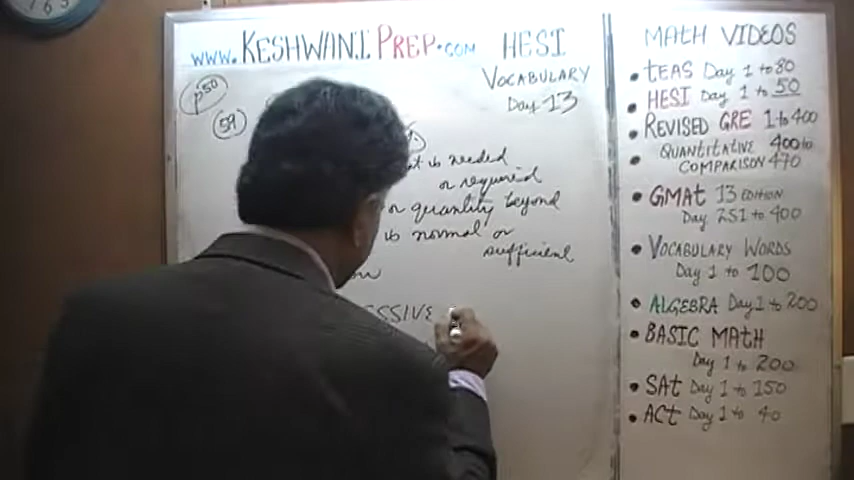 www.KESHWANIPREP.com HESI
VOCABULARY
Day 13
p50
59
is needed
or required
or quantity beyond
is normal or
sufficient
ESSIVE
MATH VIDEOS
• TEAS Day 1 to 80
• HESI Day 1 to 50
• REVISED GRE 1 to 400
• QUANTITATIVE 400 to
COMPARISON 470
• GMAT 13 EDITION
Day 251 to 400
• VOCABULARY WORDS
Day 1 to 100
• ALGEBRA Day 1 to 200
• BASIC MATH
Day 1 to 200
• SAT Day 1 to 150
• ACT Day 1 to 40